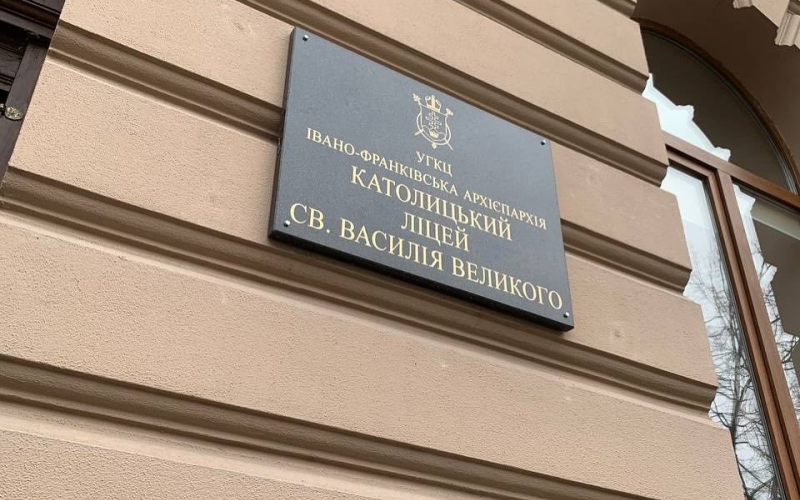 УГКЦ
ІВАНО-ФРАНКІВСЬКА АРХІЄПАРХІЯ
КАТОЛИЦЬКИЙ
ЛІЦЕЙ
СВ. ВАСИЛІЯ ВЕЛИКОГО